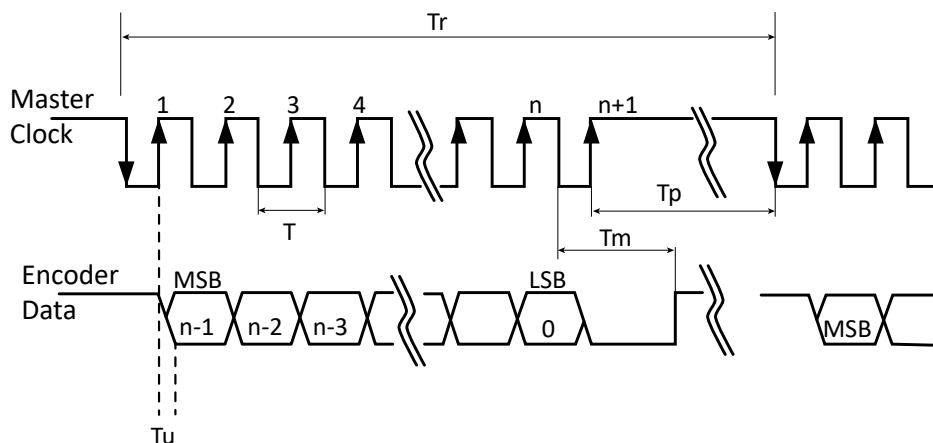 Tr
Master
Clock
1 2 3 4 n n+1
T
Tp
Tm
Encoder
Data
MSB LSB
n-1 n-2 n-3 0 MSB
Tu